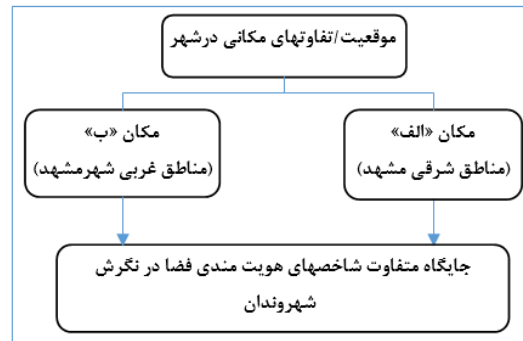 موقعیت/تفاوتهای مکانی درشهر
مکان «الف»
(مناطق شرقی مشهد)
مکان «ب»
(مناطق غربی شهرمشهد)
جایگاه متفاوت شاخصهای هویت مندی فضا در نگرش
شهروندان